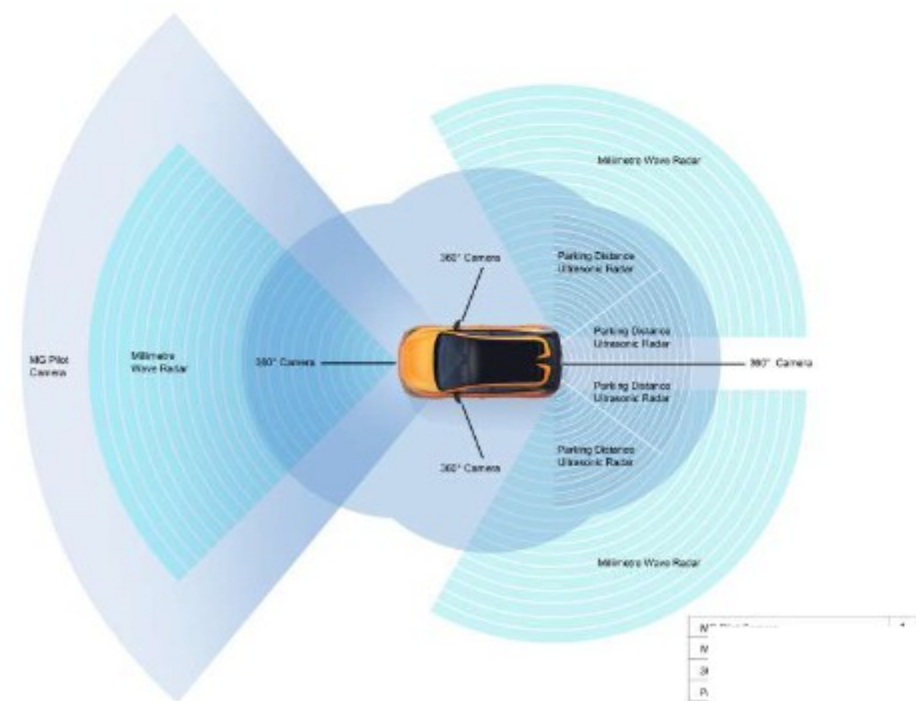 Millimetre Wave Radar
360° Camera
Parking Distance
Ultrasonic Radar
Parking Distance
Ultrasonic Radar
MG Pilot
Camera
Millimetre
Wave Radar
360° Camera
360° Camera
Parking Distance
Ultrasonic Radar
Parking Distance
Ultrasonic Radar
360° Camera
Millimetre Wave Radar